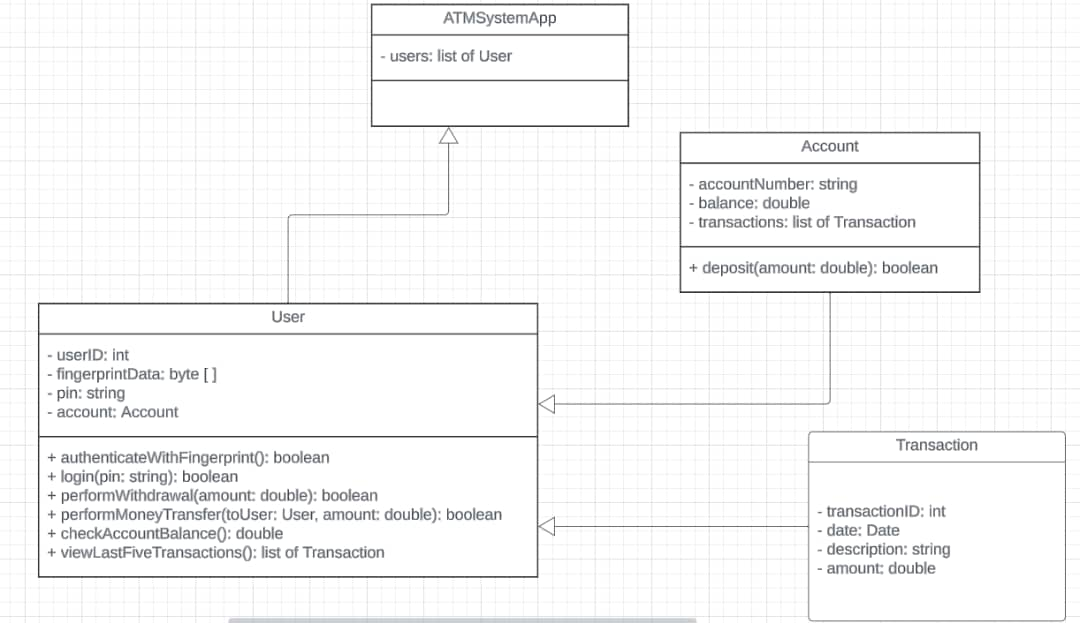 ATMSystemApp
- users: list of User
Account
- accountNumber: string
- balance: double
- transactions: list of Transaction
+ deposit(amount: double): boolean
User
- userID: int
- fingerprintData: byte [ ]
- pin: string
- account: Account
+ authenticateWithFingerprint(): boolean
+ login(pin: string): boolean
+ performWithdrawal(amount: double): boolean
+ performMoneyTransfer(toUser: User, amount: double): boolean
+ checkAccountBalance(): double
+ viewLastFiveTransactions(): list of Transaction
Transaction
- transactionID: int
- date: Date
- description: string
- amount: double